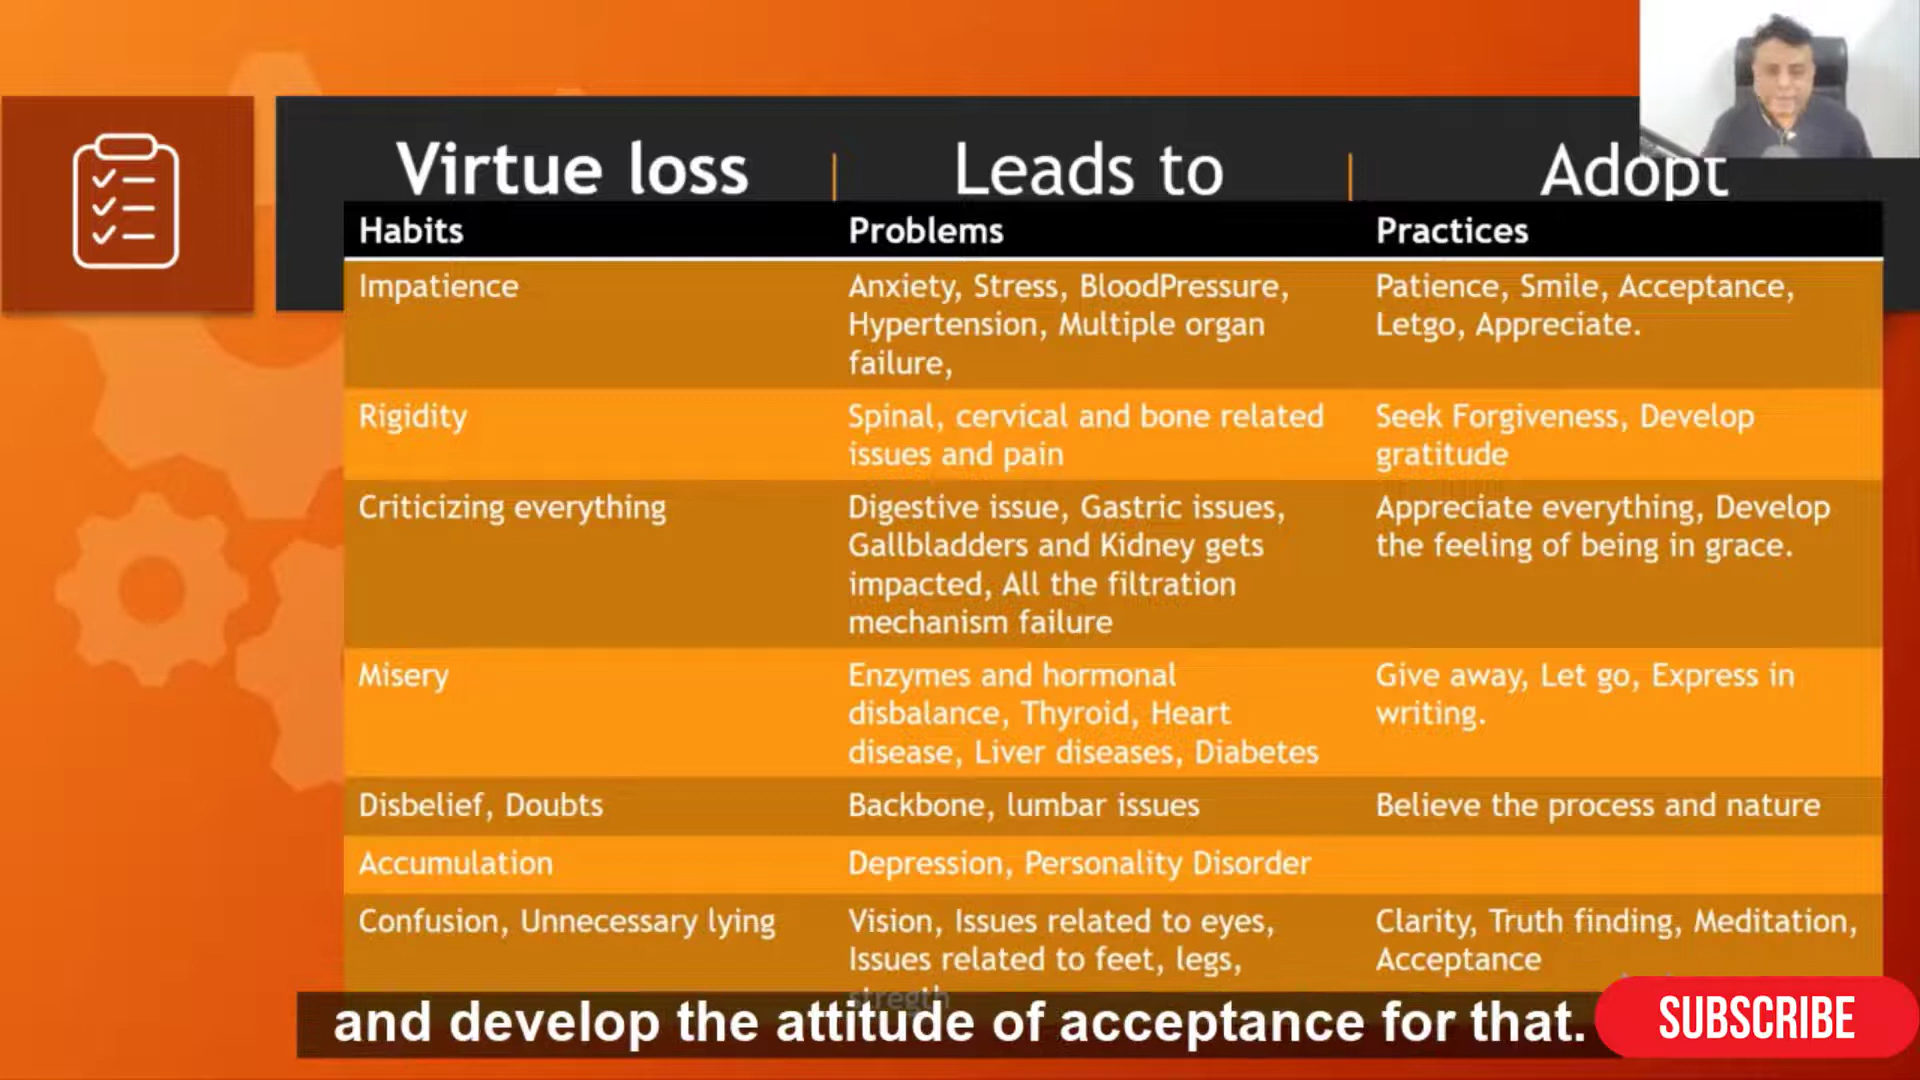 Virtue loss
Leads to
Adopt
Habits
Problems
Practices
Impatience
Anxiety, Stress, BloodPressure,
Hypertension, Multiple organ
failure,
Patience, Smile, Acceptance,
Letgo, Appreciate.
Rigidity
Spinal, cervical and bone related
issues and pain
Seek Forgiveness, Develop
gratitude
Criticizing everything
Digestive issue, Gastric issues,
Gallbladders and Kidney gets
impacted, All the filtration
mechanism failure
Appreciate everything, Develop
the feeling of being in grace.
Misery
Enzymes and hormonal
disbalance, Thyroid, Heart
disease, Liver diseases, Diabetes
Give away, Let go, Express in
writing.
Disbelief, Doubts
Backbone, lumbar issues
Believe the process and nature
Accumulation
Depression, Personality Disorder
Confusion, Unnecessary lying
Vision, Issues related to eyes,
Issues related to feet, legs,
stregth
Clarity, Truth finding, Meditation,
Acceptance
and develop the attitude of acceptance for that.
SUBSCRIBE